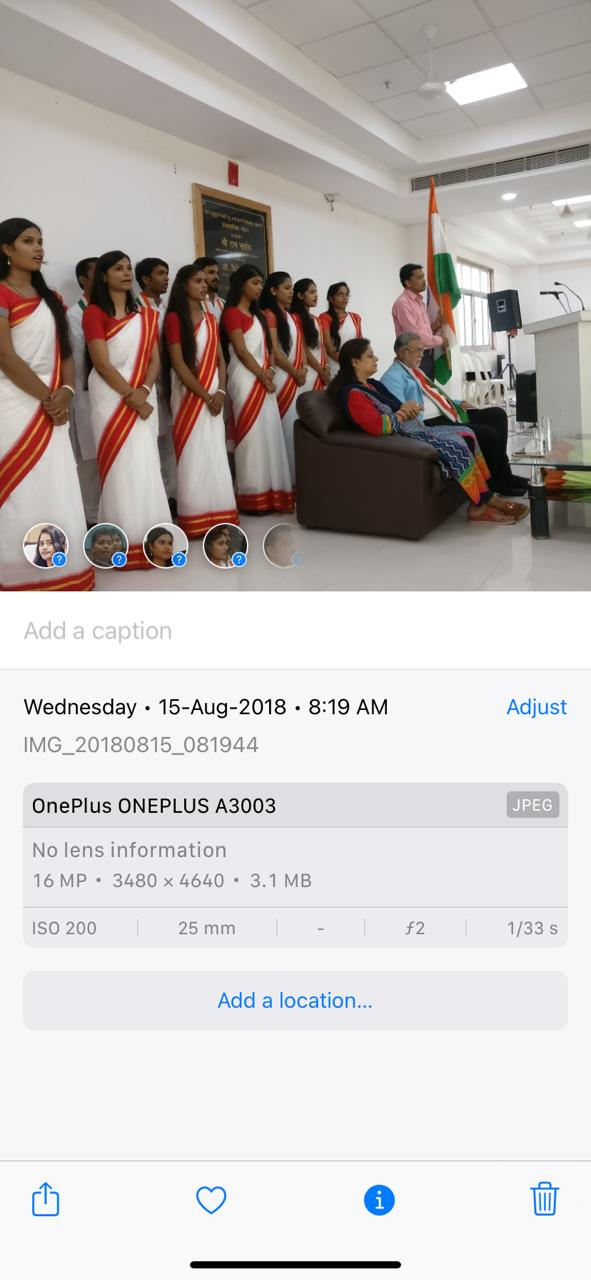 श्री राम नाईक
Add a caption
Wednesday • 15-Aug-2018 • 8:19 AM
Adjust
IMG_20180815_081944
OnePlus ONEPLUS A3003
JPEG
No lens information
16 MP • 3480 × 4640 • 3.1 MB
ISO 200
25 mm
-
ƒ2
1/33 s
Add a location...